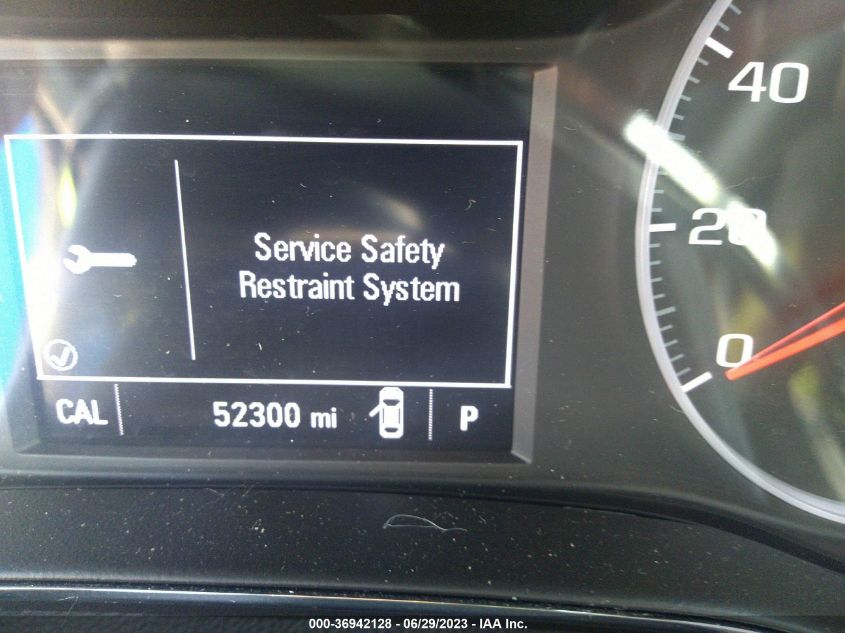 40
20
0
Service Safety
Restraint System
CAL 52300 mi P
000-36942128 - 06/29/2023 - IAA Inc.